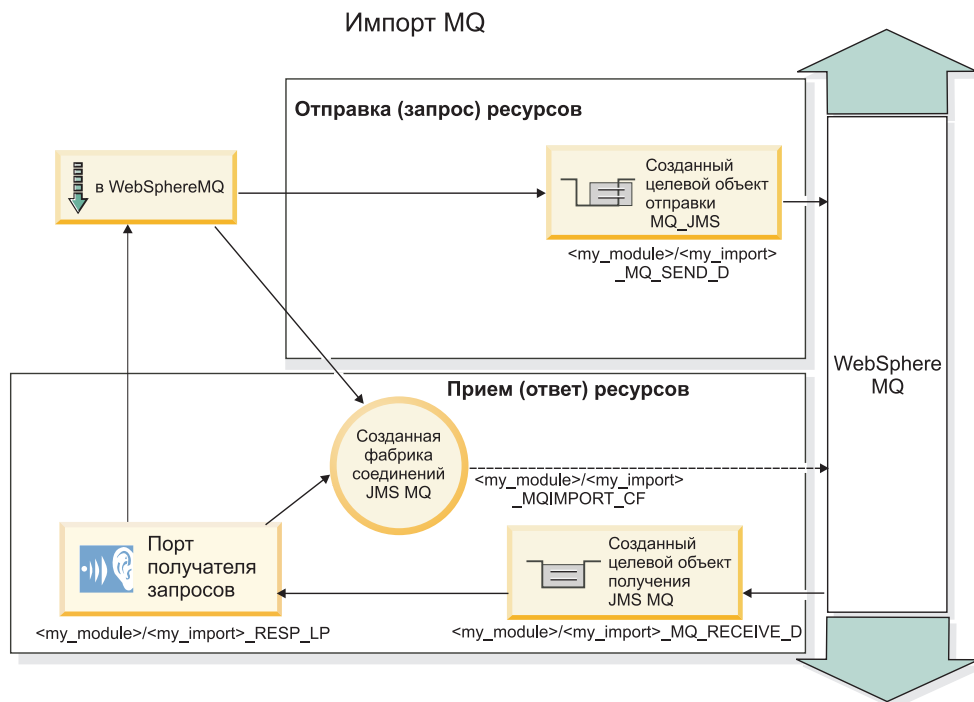 Импорт MQ
Отправка (запрос) ресурсов
в WebSphereMQ
Созданный
целевой объект
отправки
MQ_JMS
<my_module>/<my_import>
_MQ_SEND_D
WebSphere
MQ
Прием (ответ) ресурсов
Созданная
фабрика
соединений
JMS MQ
<my_module>/<my_import>
_MQIMPORT_CF
Порт
получателя
запросов
<my_module>/<my_import>_RESP_LP
Созданный
целевой объект
получения
JMS MQ
<my_module>/<my_import>_MQ_RECEIVE_D